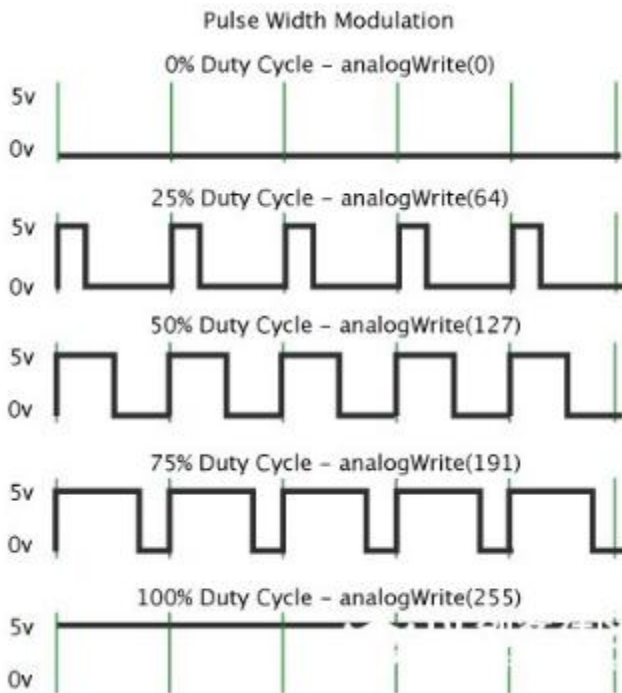 Pulse Width Modulation
0% Duty Cycle – analogWrite(0)
5v
0v
25% Duty Cycle – analogWrite(64)
5v
0v
50% Duty Cycle – analogWrite(127)
5v
0v
75% Duty Cycle – analogWrite(191)
5v
0v
100% Duty Cycle – analogWrite(255)
5v
0v